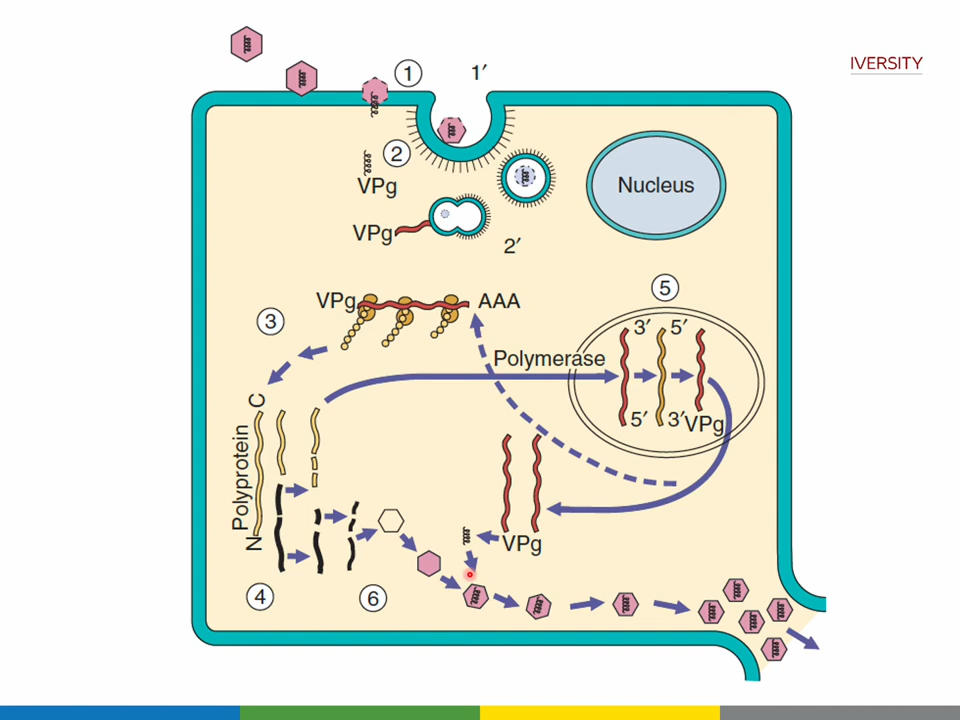 IVERSITY
1
1′
2
VPg
Nucleus
VPg
2′
5
VPg
AAA
3
3′ 5′
Polymerase
C
5′ 3′
VPg
Polyprotein
N
VPg
4
6